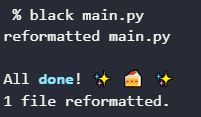 % black main.py
reformatted main.py
All done! ✨ 🍰 ✨
1 file reformatted.